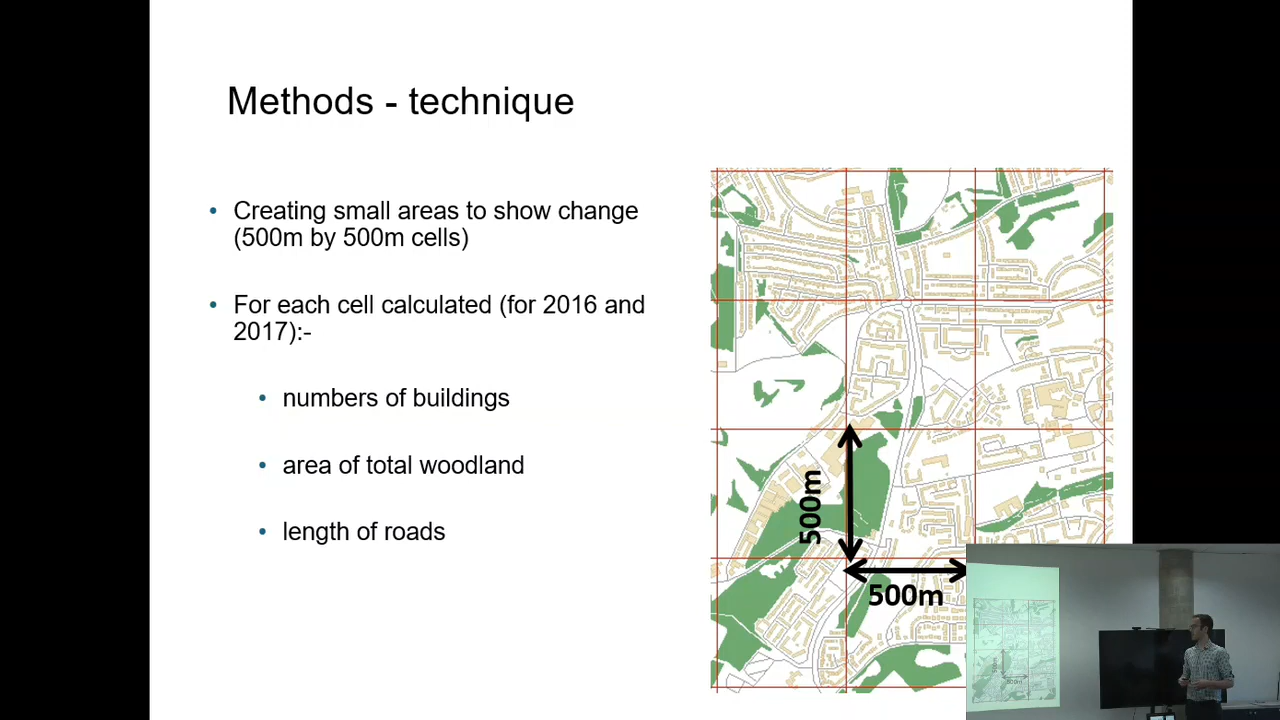 Methods - technique
• Creating small areas to show change
(500m by 500m cells)
• For each cell calculated (for 2016 and
2017):-
• numbers of buildings
• area of total woodland
• length of roads
500m
500m